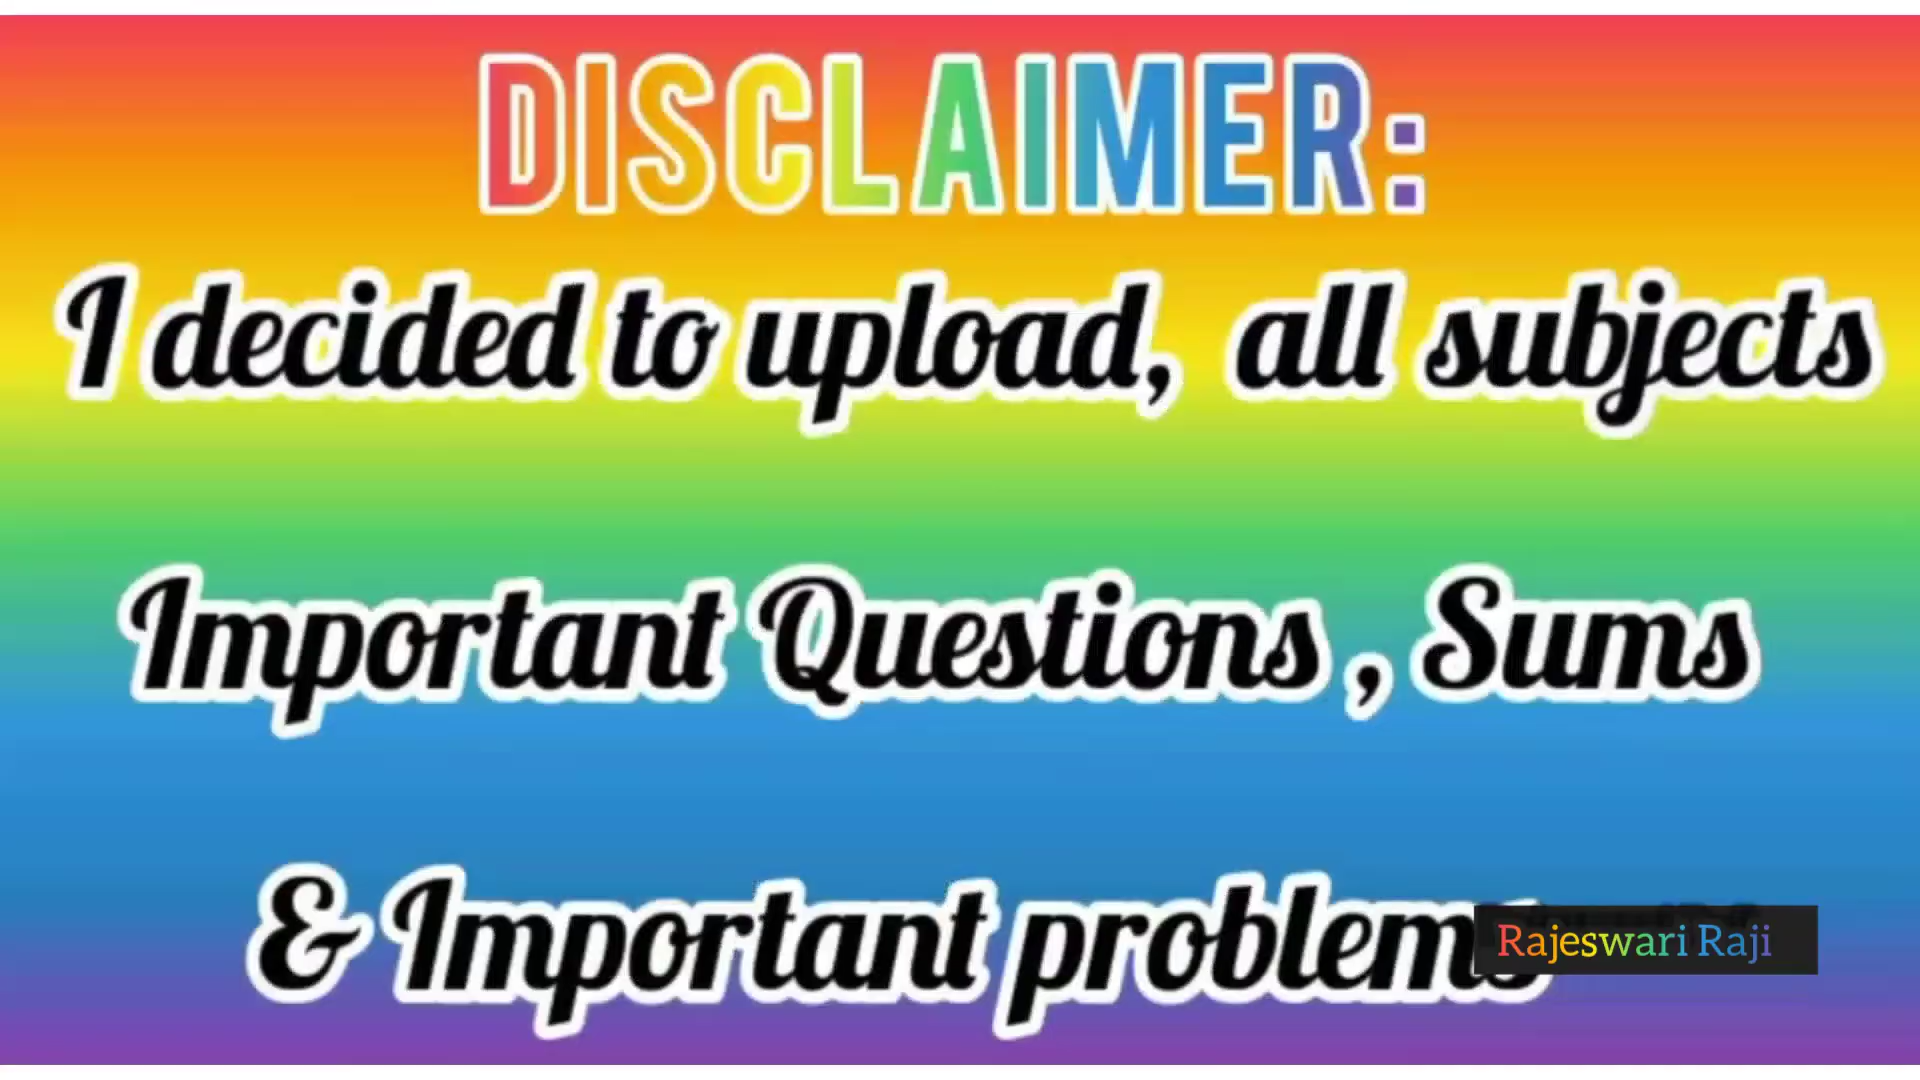 DISCLAIMER:
I decided to upload, all subjects
Important Questions , Sums
& Important problems
Rajeswari Raji